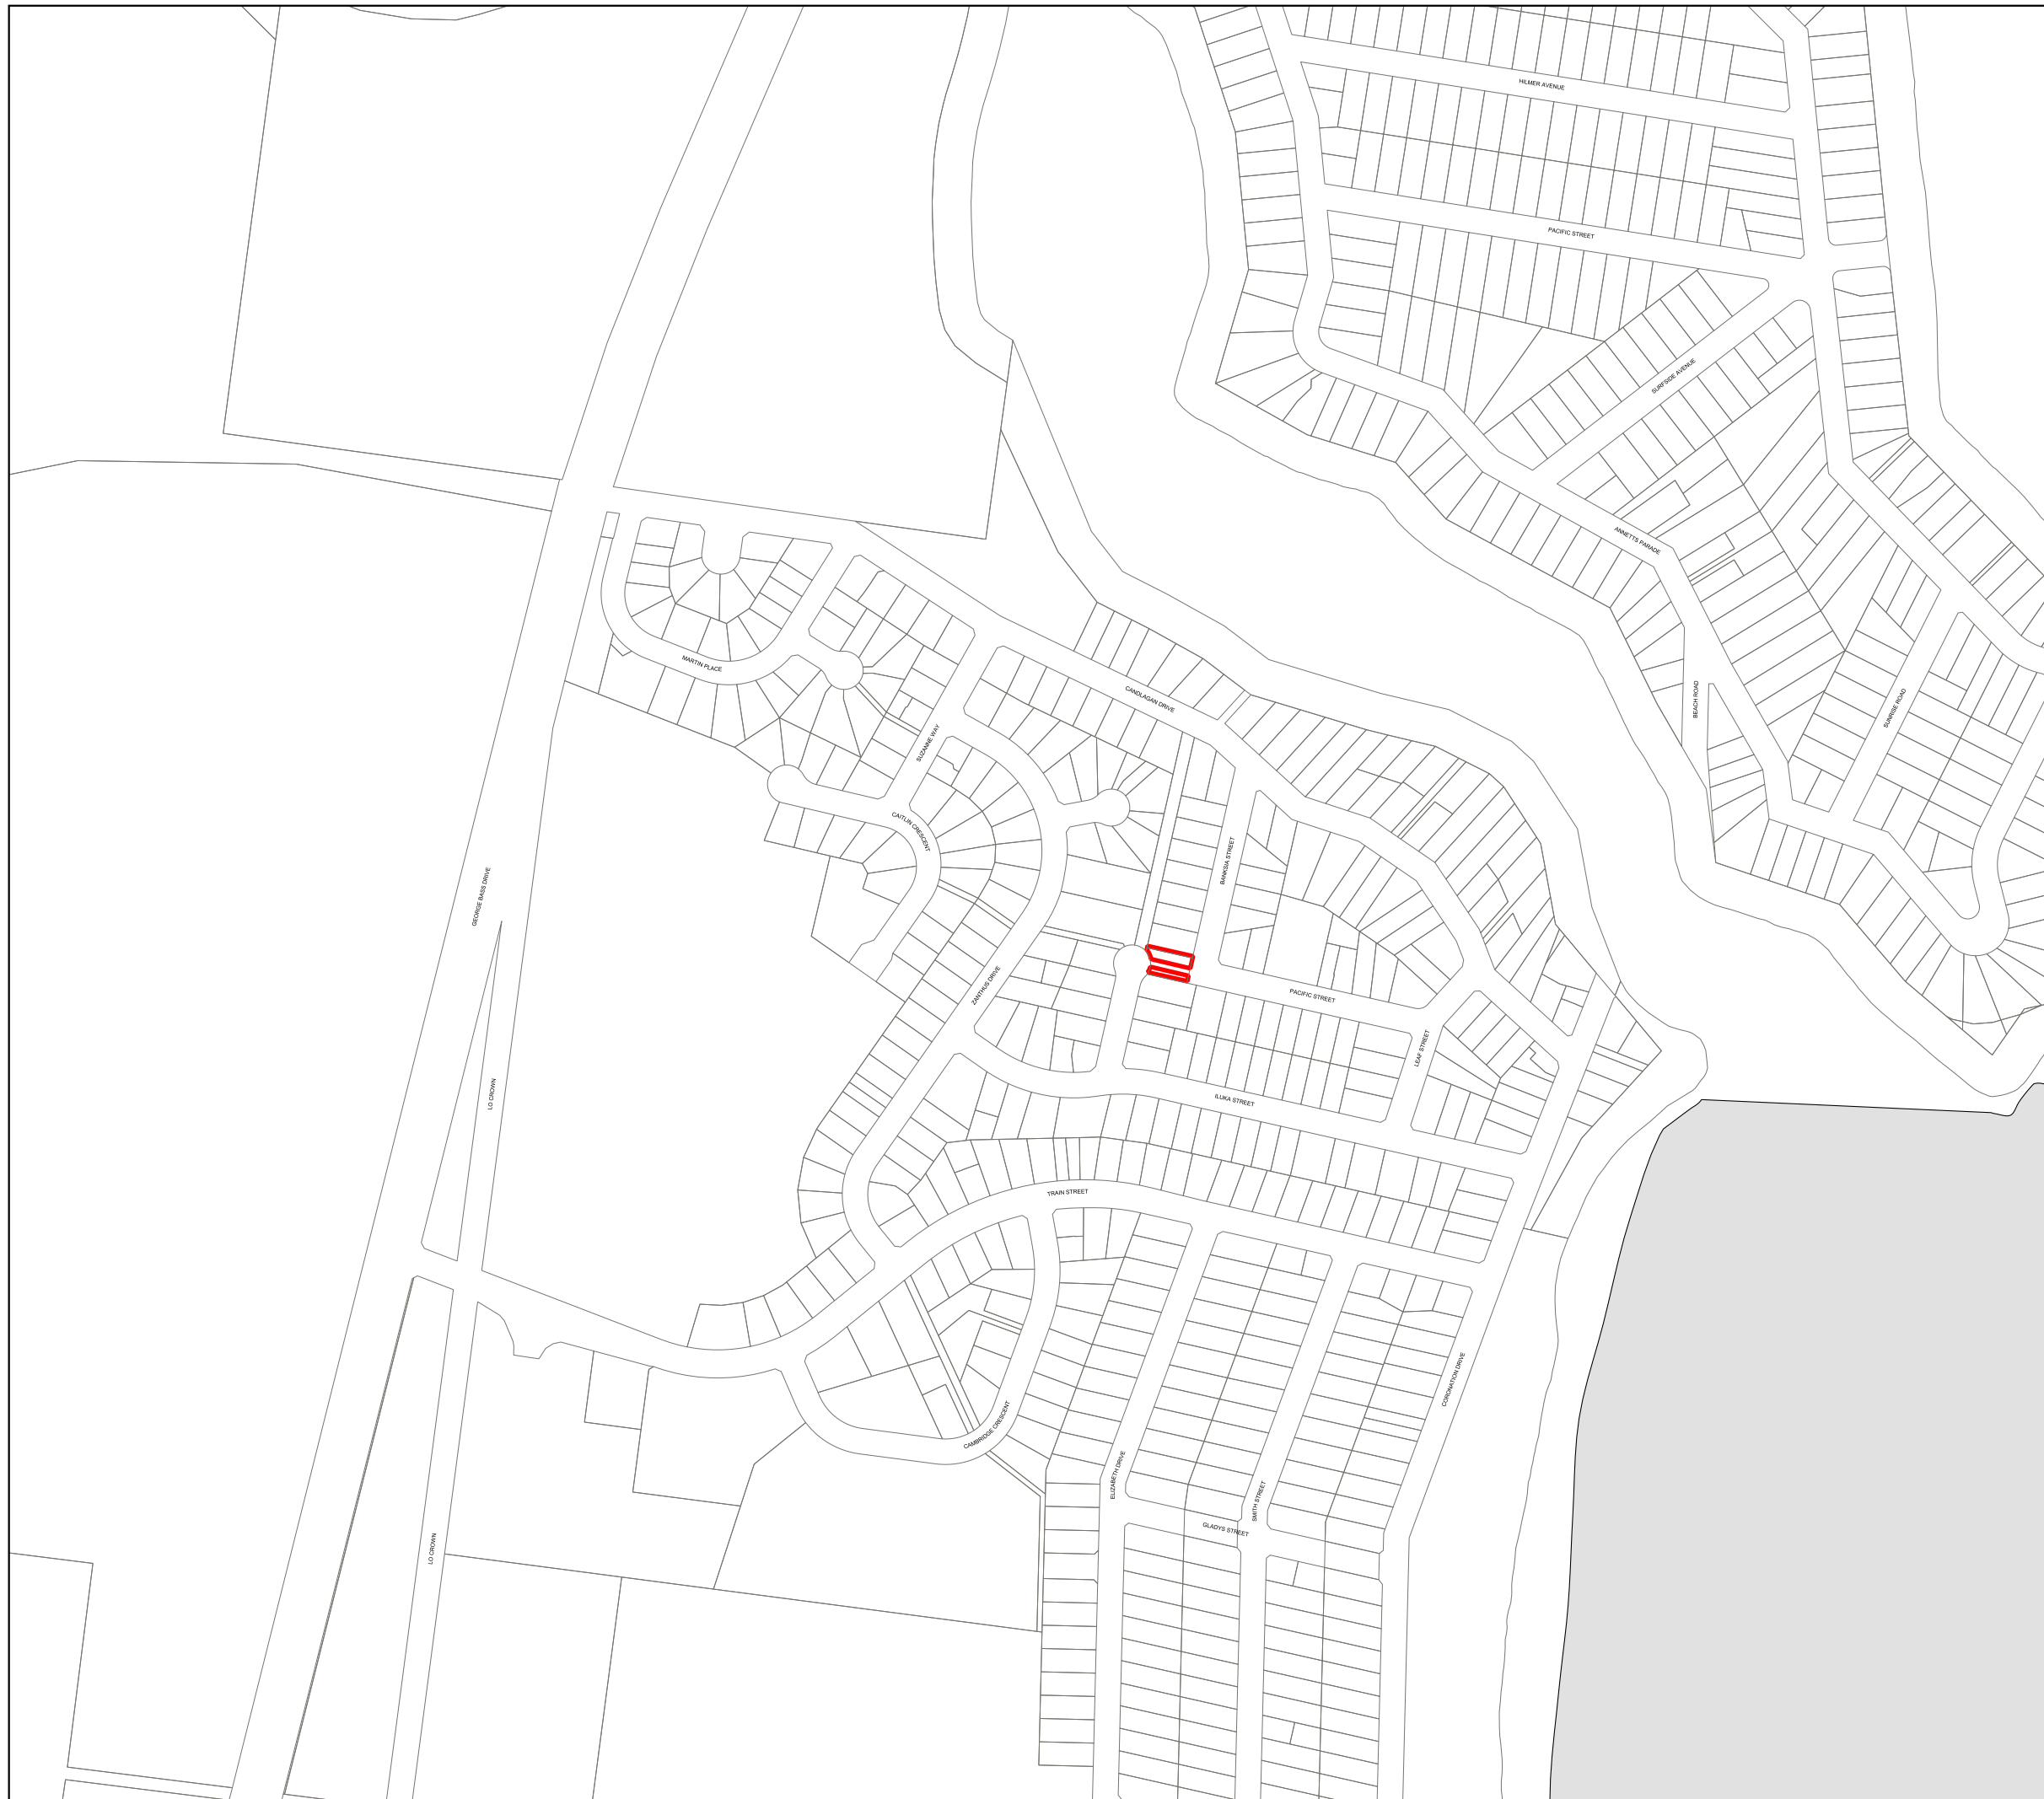 HILMER AVENUE
PACIFIC STREET
SURFSIDE AVENUE
ANNETTS PARADE
MARTIN PLACE
CANDLAGAN DRIVE
BEACH ROAD
SUNRISE ROAD
SUZANNE WAY
CAITLIN CRESCENT
BANKSIA STREET
GEORGE BASS DRIVE
ZANTHUS DRIVE
PACIFIC STREET
LEAF STREET
LO CROWN
ILUKA STREET
TRAIN STREET
CORONATION DRIVE
CAMBRIDGE CRESCENT
ELIZABETH DRIVE
SMITH STREET
GLADYS STREET
LO CROWN